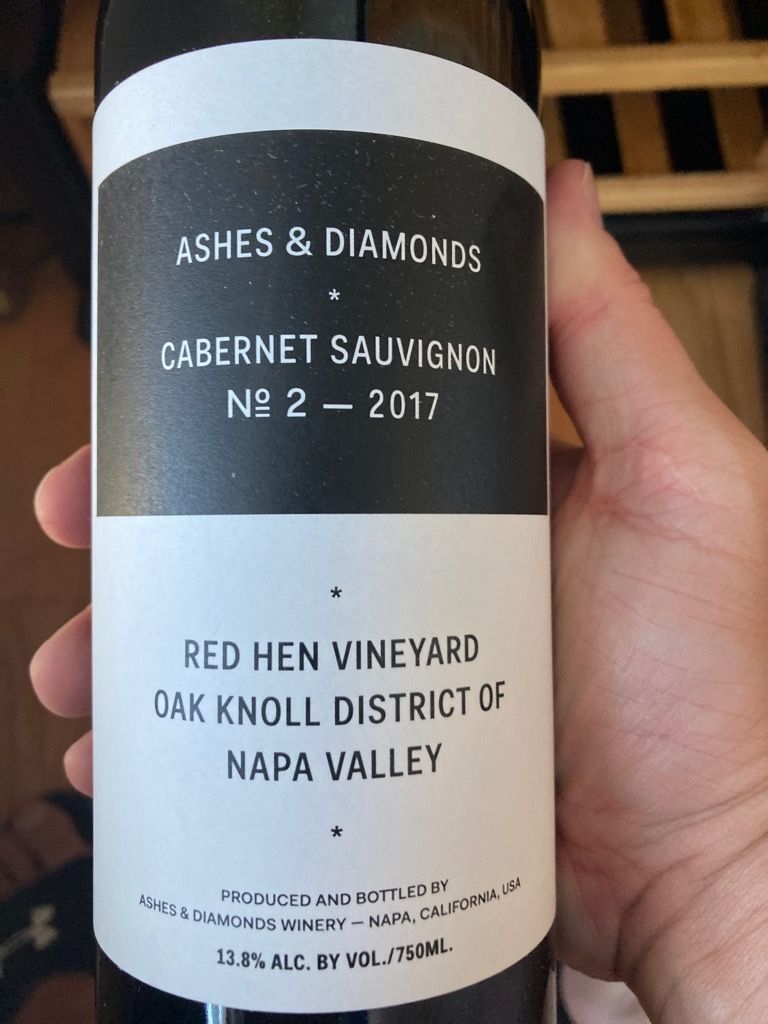 ASHES & DIAMONDS
*
CABERNET SAUVIGNON
Nº 2 — 2017
*
RED HEN VINEYARD
OAK KNOLL DISTRICT OF
NAPA VALLEY
*
PRODUCED AND BOTTLED BY
ASHES & DIAMONDS WINERY — NAPA, CALIFORNIA, USA
13.8% ALC. BY VOL./750ML.